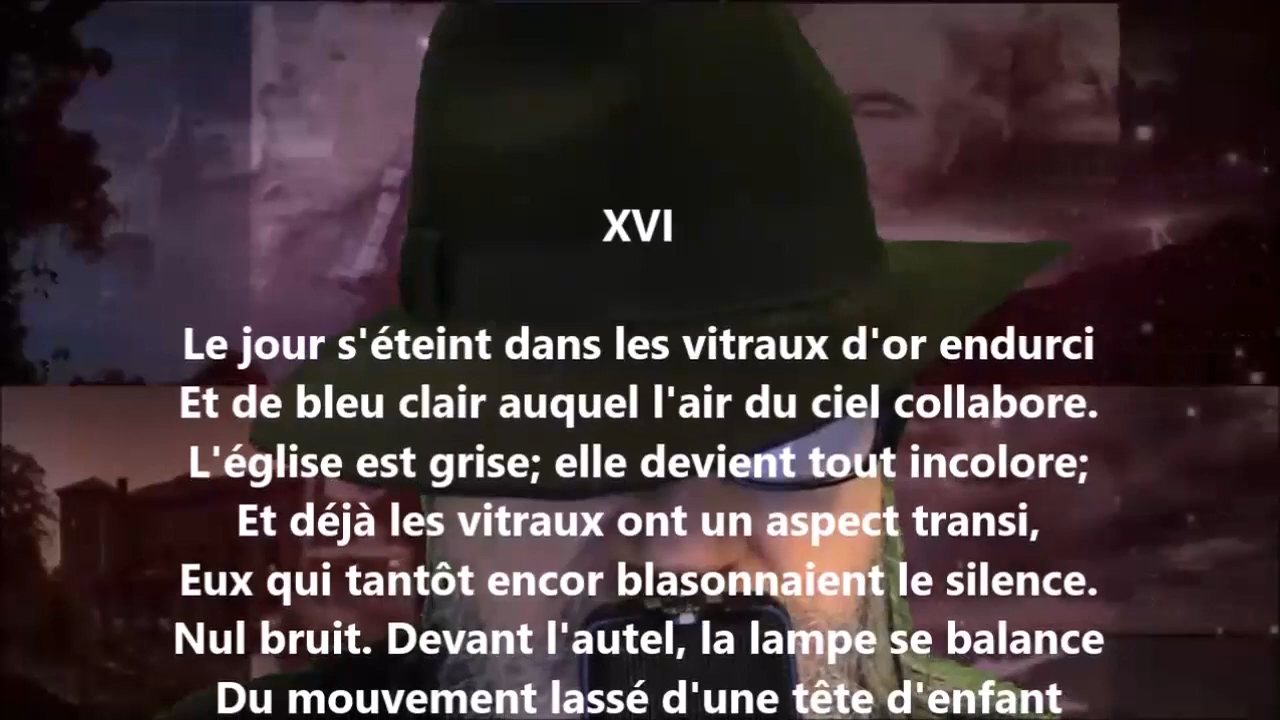 XVI
Le jour s'éteint dans les vitraux d'or endurci
Et de bleu clair auquel l'air du ciel collabore.
L'église est grise; elle devient tout incolore;
Et déjà les vitraux ont un aspect transi,
Eux qui tantôt encor blasonnaient le silence.
Nul bruit. Devant l'autel, la lampe se balance
Du mouvement lassé d'une tête d'enfant